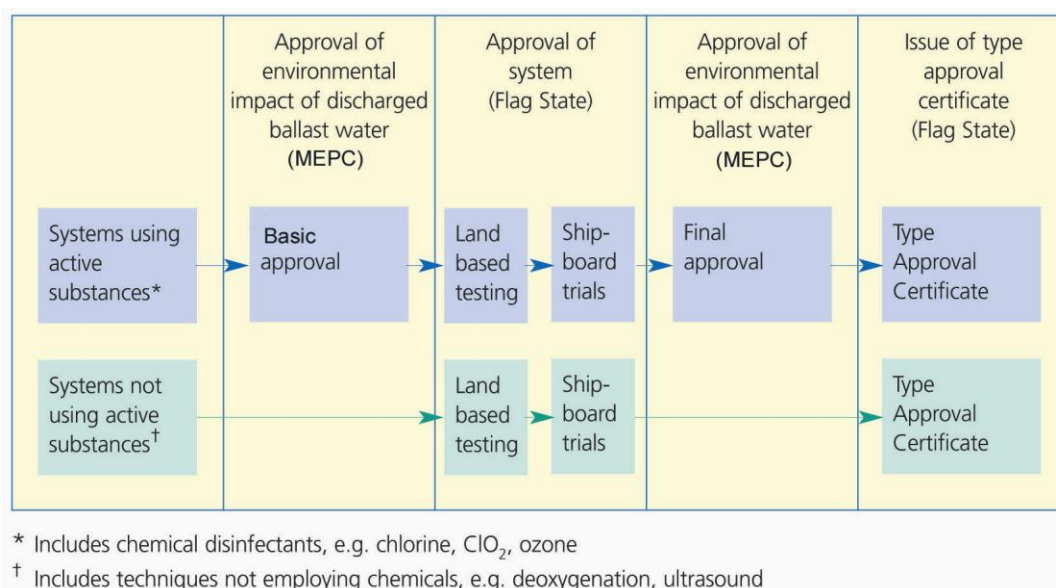 Approval of
environmental
impact of discharged
ballast water
(MEPC)
Approval of
system
(Flag State)
Approval of
environmental
impact of discharged
ballast water
(MEPC)
Issue of type
approval
certificate
(Flag State)
Systems using
active
substances*
Basic
approval
Land
based
testing
Ship-
board
trials
Final
approval
Type
Approval
Certificate
Systems not
using active
substances†
Land
based
testing
Ship-
board
trials
Type
Approval
Certificate
* Includes chemical disinfectants, e.g. chlorine, ClO₂, ozone
† Includes techniques not employing chemicals, e.g. deoxygenation, ultrasound